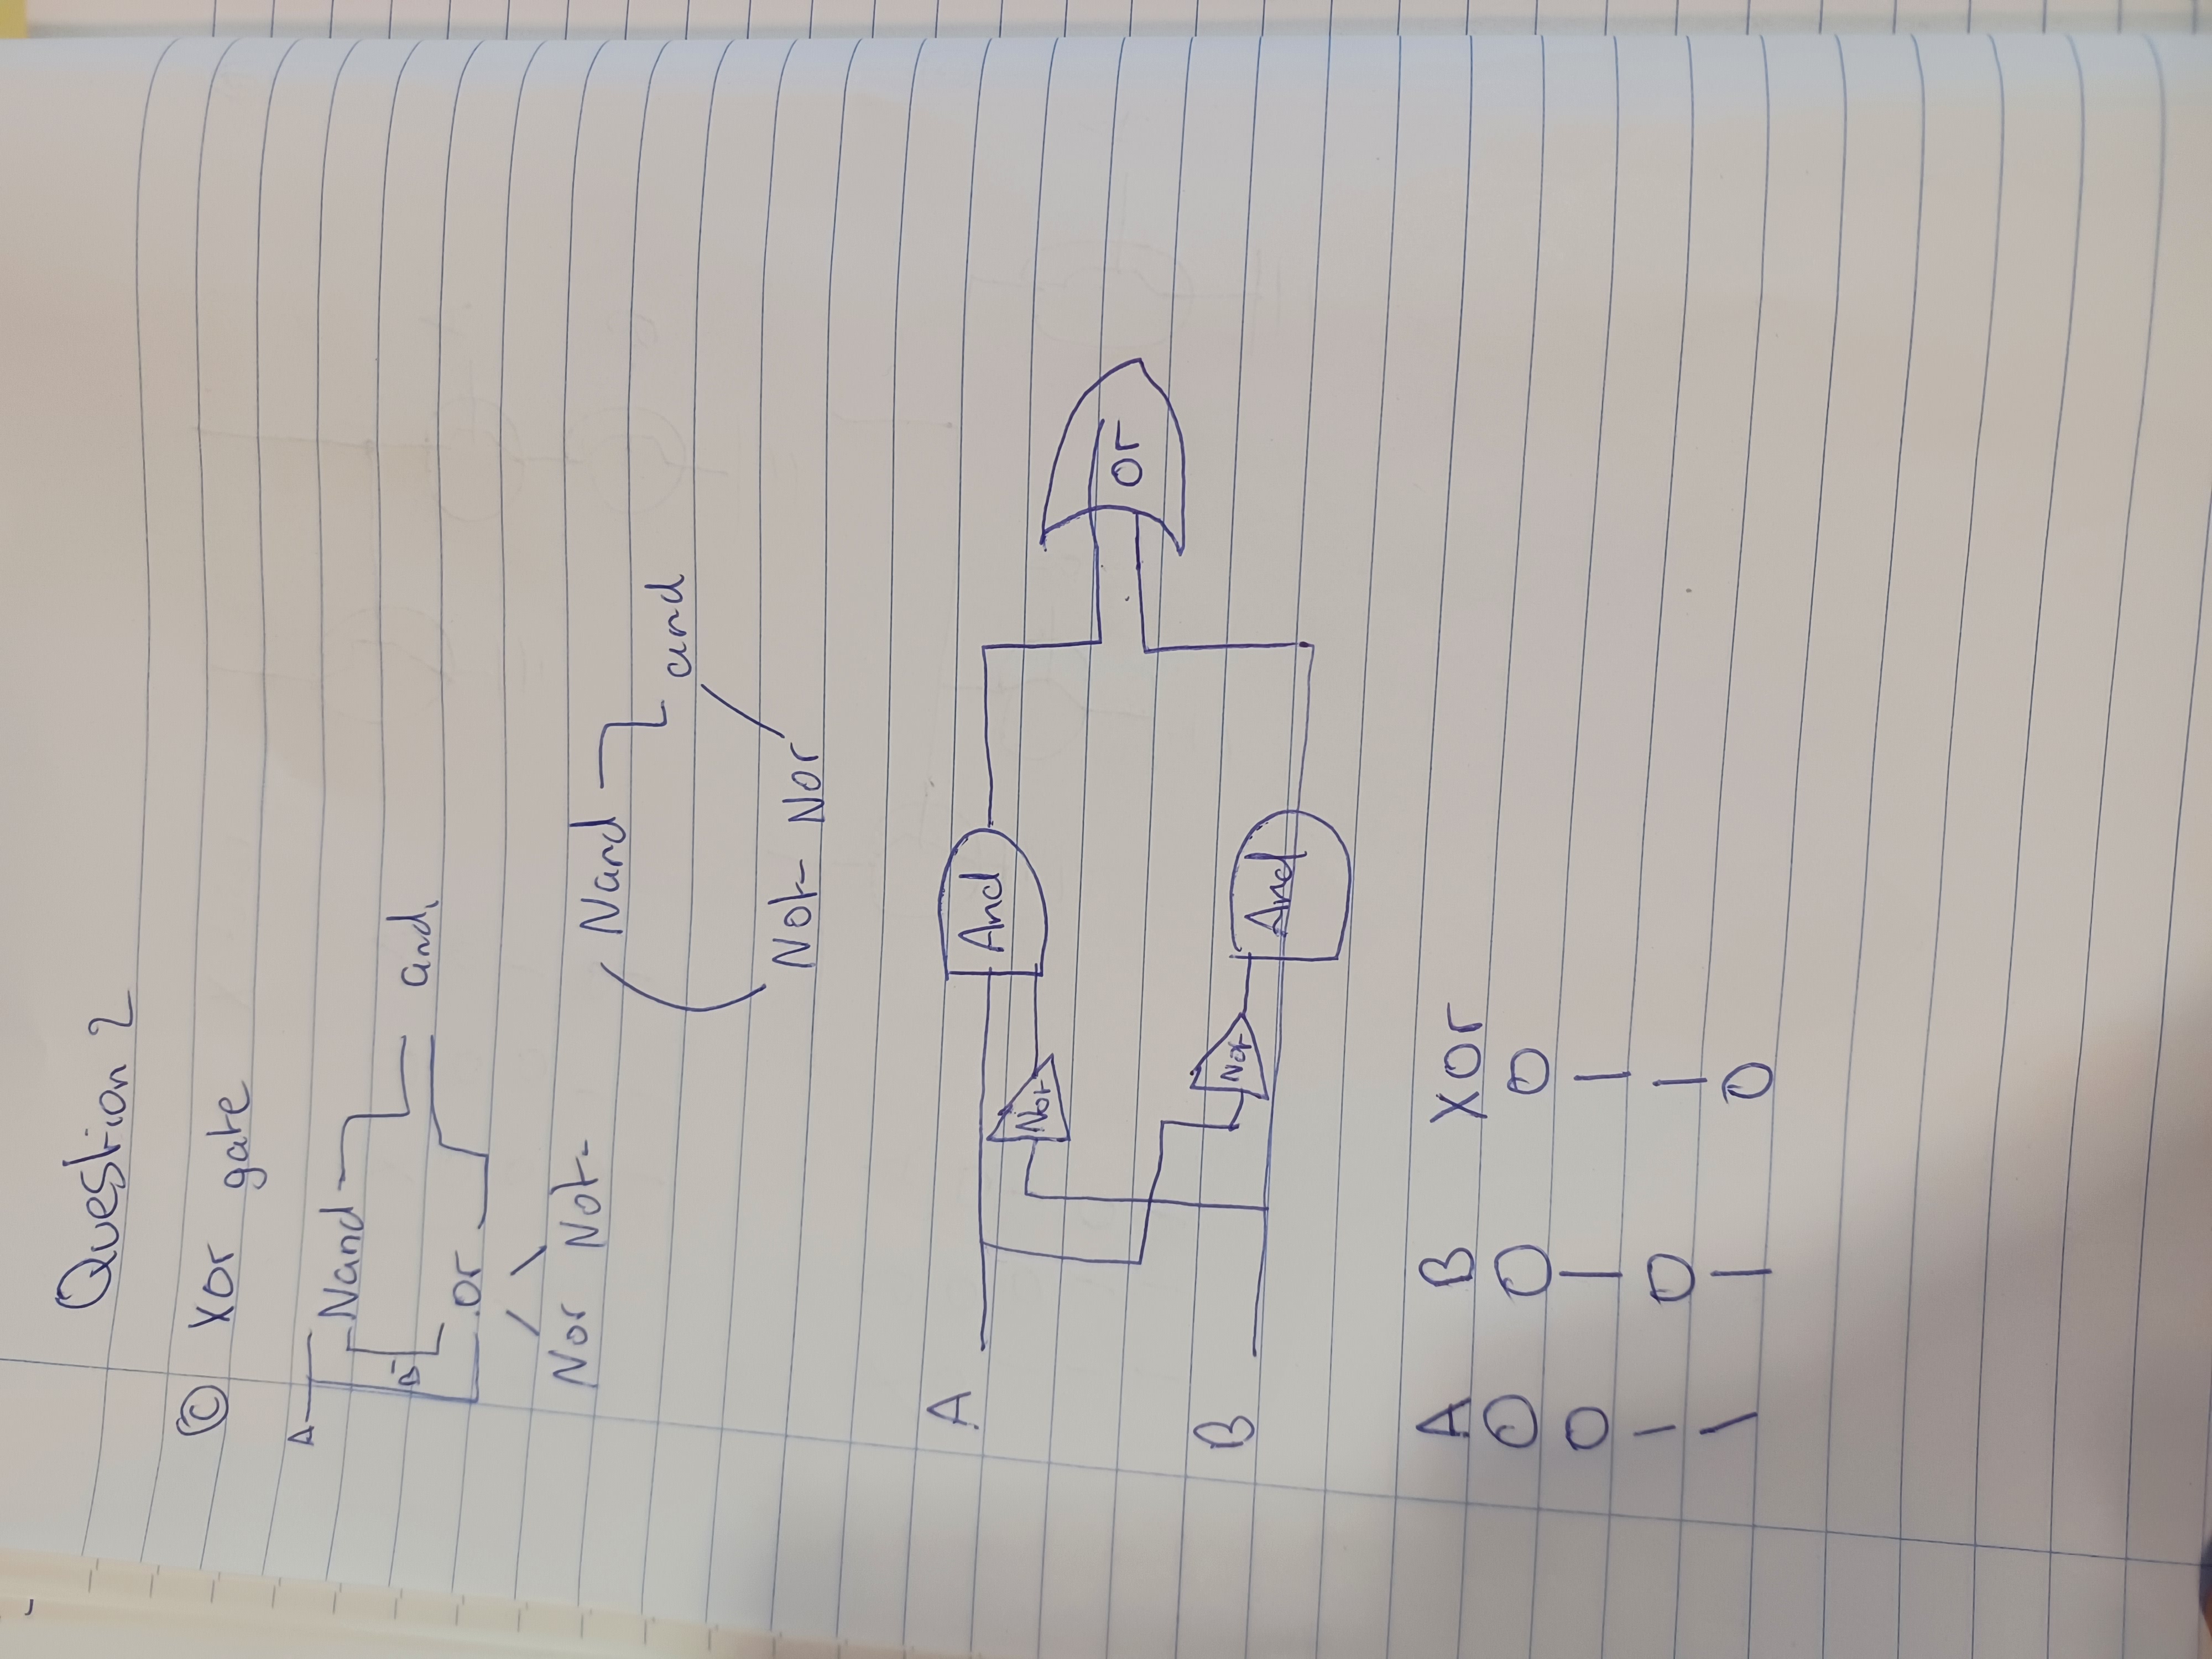 Question 2
© Xor gate
A
Nand
B
and,
or
Nor Not
Nand
and
Not Nor
A
And
Not
or
B
Not
And
A B Xor
0 0 0
0 1 1
1 0 1
1 1 0